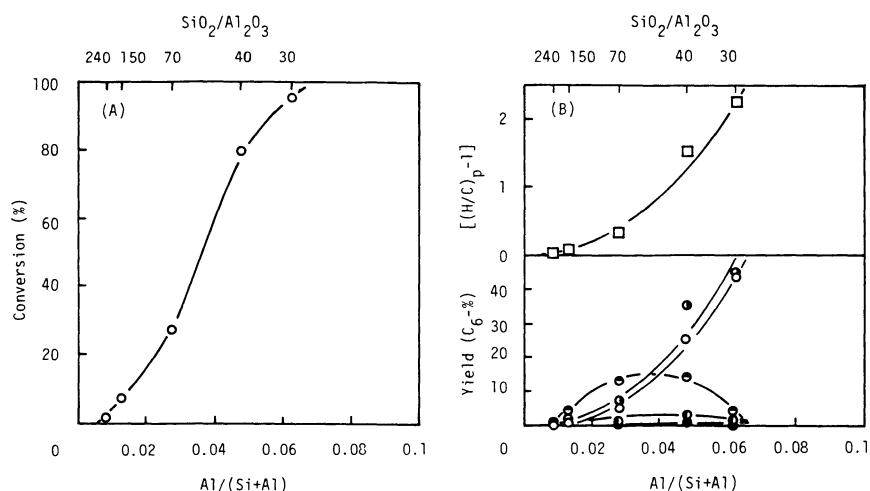 SiO2/Al2O3
240 150 70 40 30
100
80
60
40
20
0
(A)
Conversion (%)
0.02 0.04 0.06 0.08 0.1
Al/(Si+Al)
SiO2/Al2O3
240 150 70 40 30
(B)
2
1
0
[(H/C)p-1]
40
30
20
10
0
Yield (C6-%)
0.02 0.04 0.06 0.08 0.1
Al/(Si+Al)